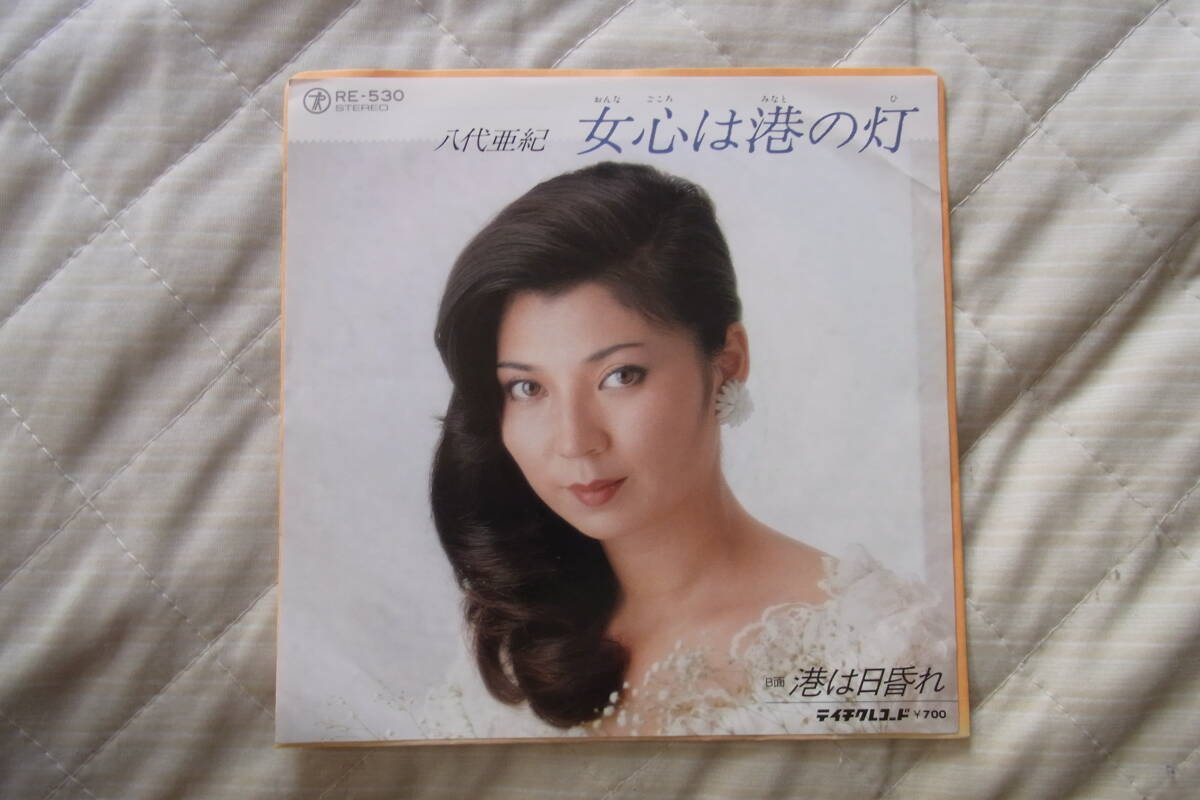 TR RE-530
STEREO
おんな ごころ みなと ひ
八代亜紀 女心は港の灯
B面 港は日昏れ
テイチクレコード ¥700